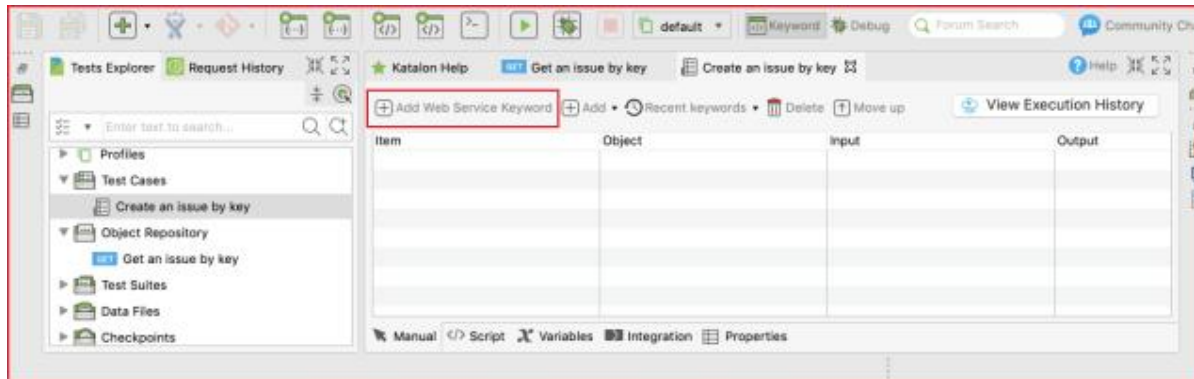 default Keyword Debug Forum Search Community Ch
Tests Explorer Request History
Katalon Help GET Get an issue by key Create an issue by key Help
Add Web Service Keyword Add Recent keywords Delete Move up View Execution History
Enter text to search...
Item Object Input Output
Profiles
Test Cases
Create an issue by key
Object Repository
GET Get an issue by key
Test Suites
Data Files
Checkpoints
Manual </> Script Variables Integration Properties